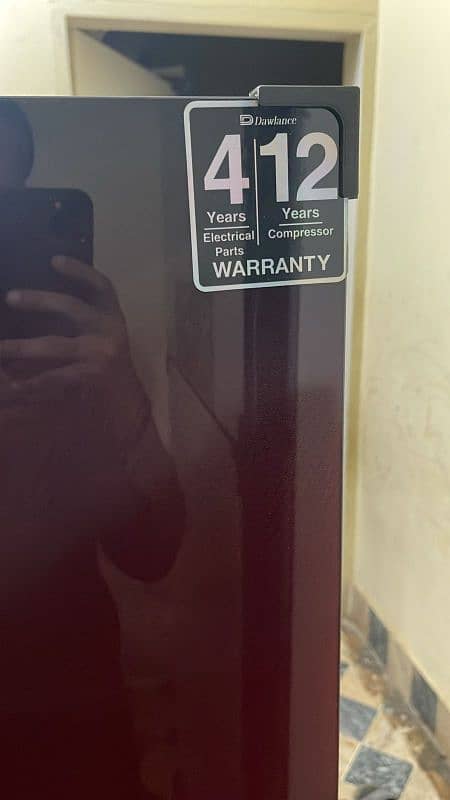 Dawlance
4 12
Years Years
Electrical Compressor
Parts
WARRANTY